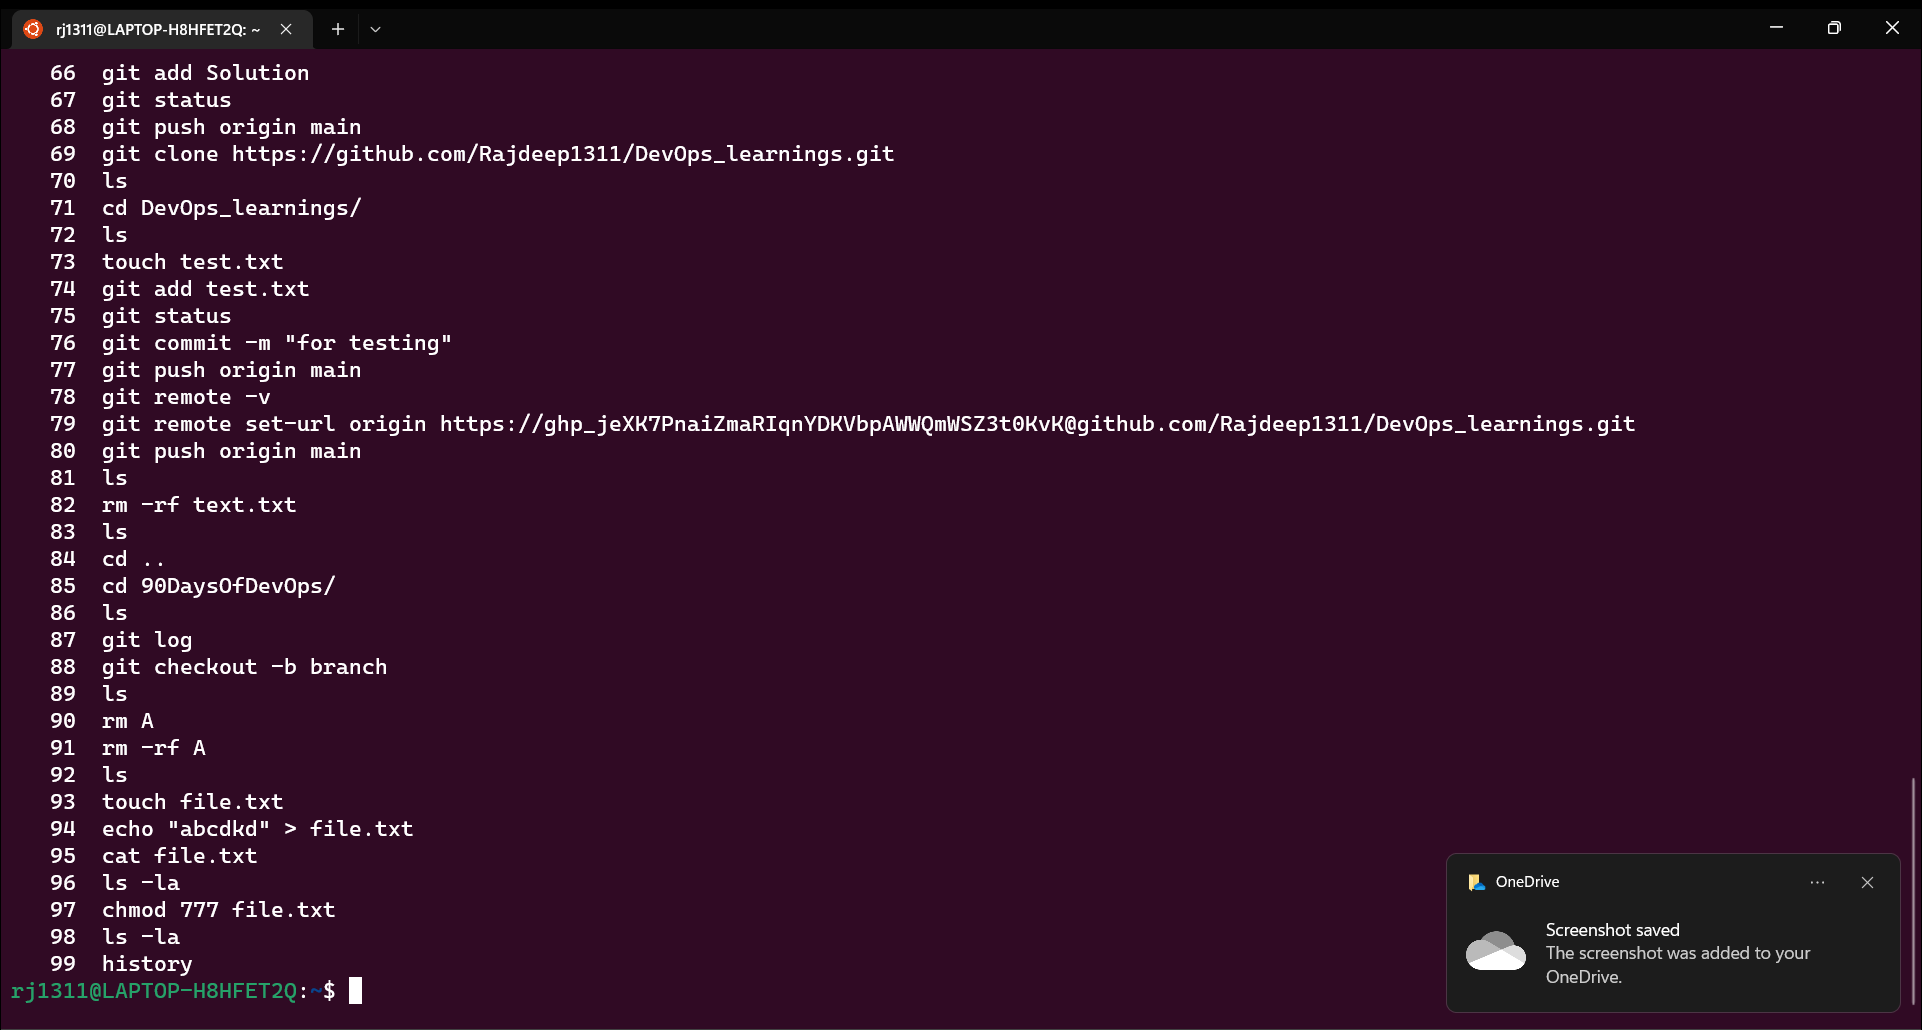 rj1311@LAPTOP-H8HFET2Q: ~
66 git add Solution
67 git status
68 git push origin main
69 git clone https://github.com/Rajdeep1311/DevOps_learnings.git
70 ls
71 cd DevOps_learnings/
72 ls
73 touch test.txt
74 git add test.txt
75 git status
76 git commit -m "for testing"
77 git push origin main
78 git remote -v
79 git remote set-url origin https://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@github.com/Rajdeep1311/DevOps_learnings.git
80 git push origin main
81 ls
82 rm -rf text.txt
83 ls
84 cd ..
85 cd 90DaysOfDevOps/
86 ls
87 git log
88 git checkout -b branch
89 ls
90 rm A
91 rm -rf A
92 ls
93 touch file.txt
94 echo "abcdkd" > file.txt
95 cat file.txt
96 ls -la
97 chmod 777 file.txt
98 ls -la
99 history
rj1311@LAPTOP-H8HFET2Q:~$
OneDrive
Screenshot saved
The screenshot was added to your
OneDrive.